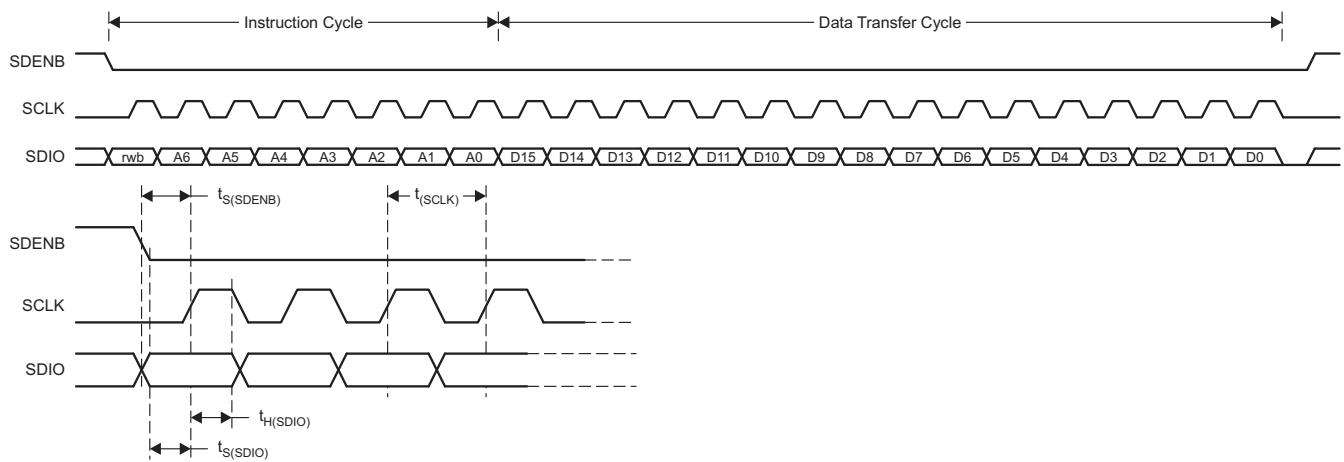 Instruction Cycle Data Transfer Cycle
SDENB
SCLK
SDIO rwb A6 A5 A4 A3 A2 A1 A0 D15 D14 D13 D12 D11 D10 D9 D8 D7 D6 D5 D4 D3 D2 D1 D0
tS(SDENB) t(SCLK)
SDENB
SCLK
SDIO
tH(SDIO)
tS(SDIO)